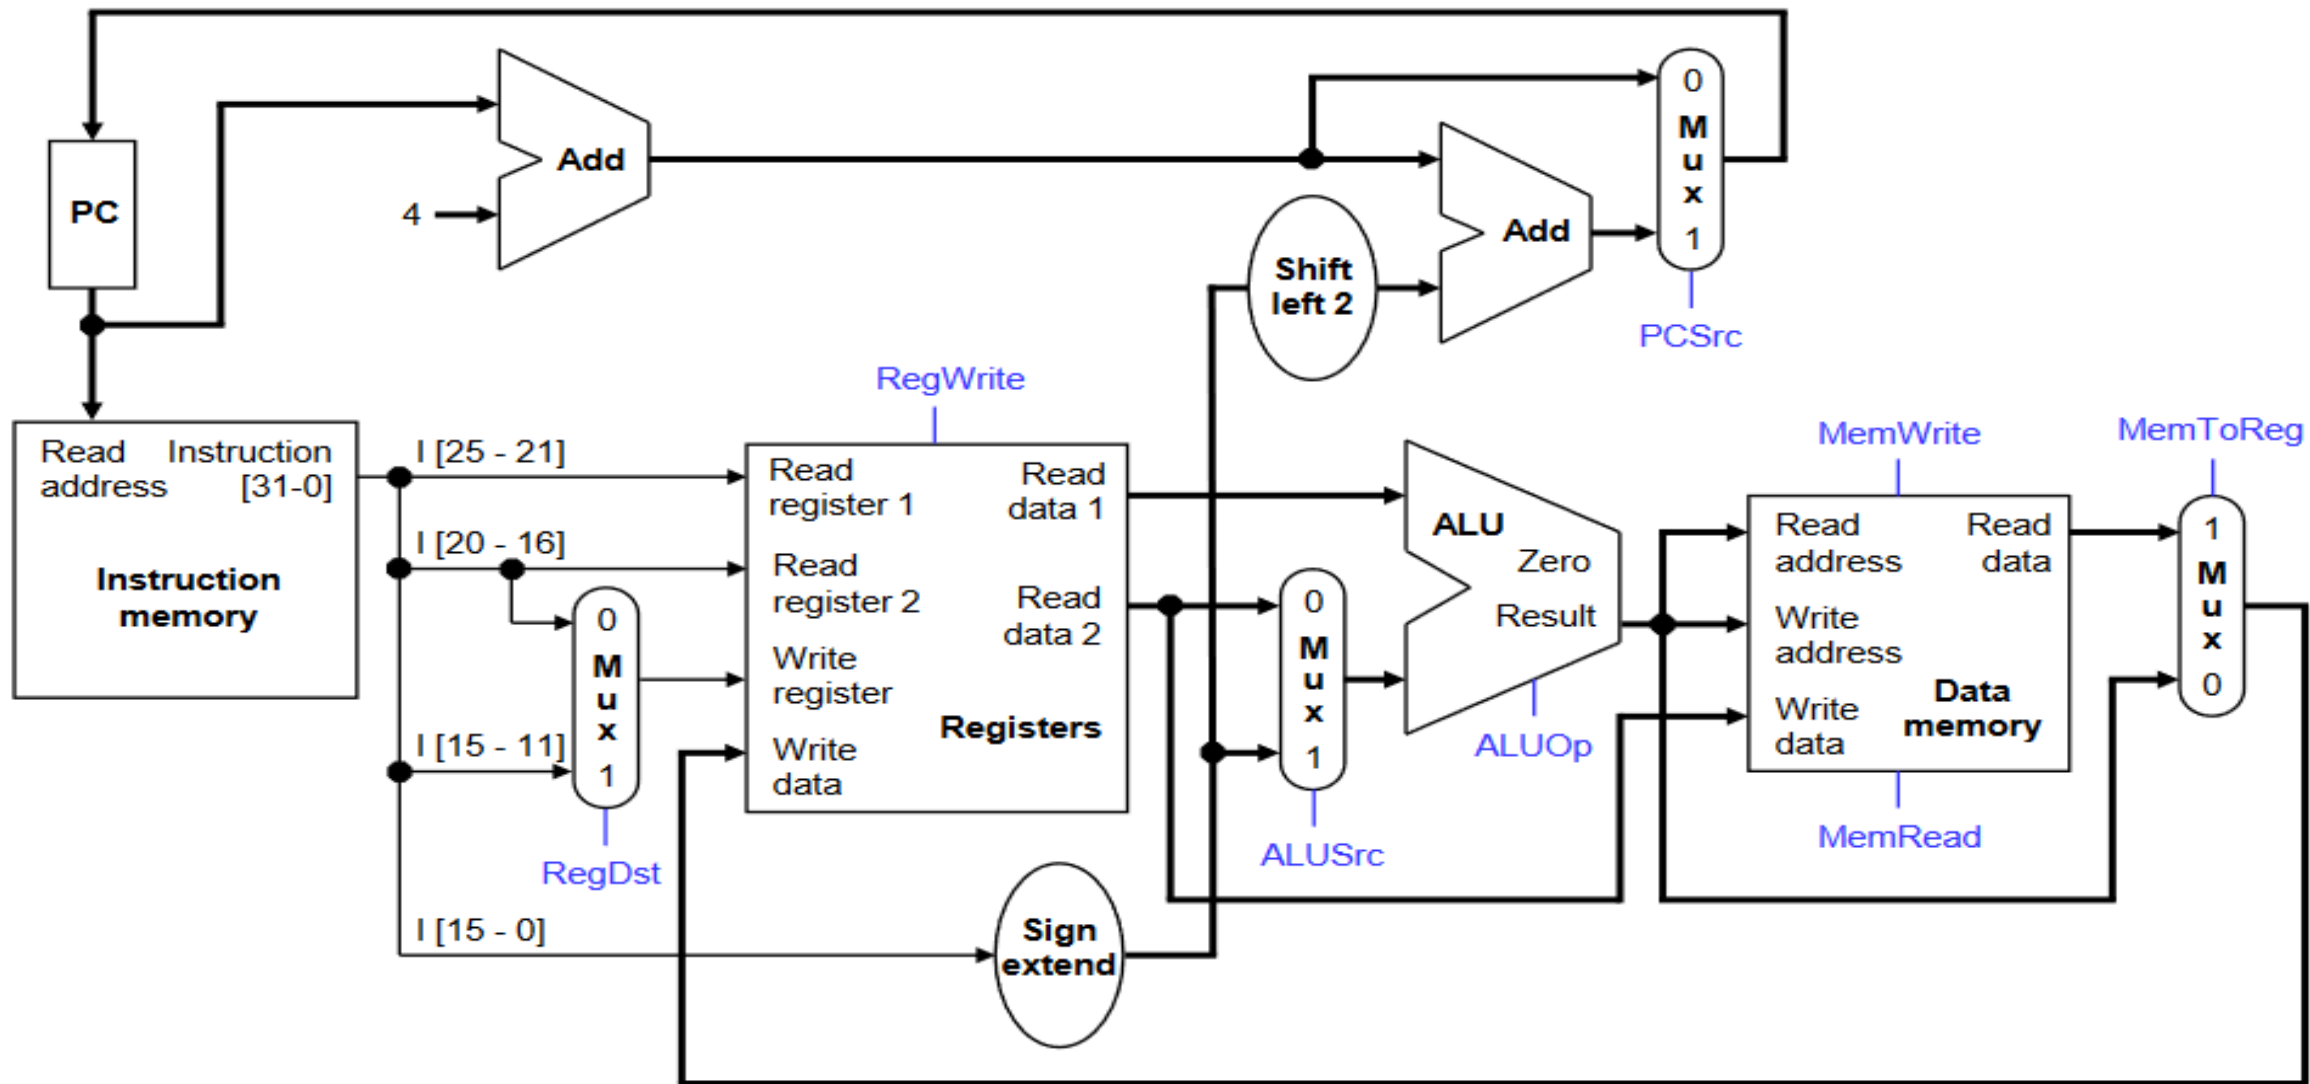 PC
4
Add
Shift
left 2
Add
0
M
u
x
1
PCSrc
Read
address
Instruction
[31-0]
Instruction
memory
I [25 - 21]
I [20 - 16]
I [15 - 11]
I [15 - 0]
0
M
u
x
1
RegDst
RegWrite
Read
register 1
Read
register 2
Write
register
Write
data
Read
data 1
Read
data 2
Registers
Sign
extend
0
M
u
x
1
ALUSrc
ALU
Zero
Result
ALUOp
MemWrite
Read
address
Write
address
Write
data
Read
data
Data
memory
MemRead
MemToReg
1
M
u
x
0